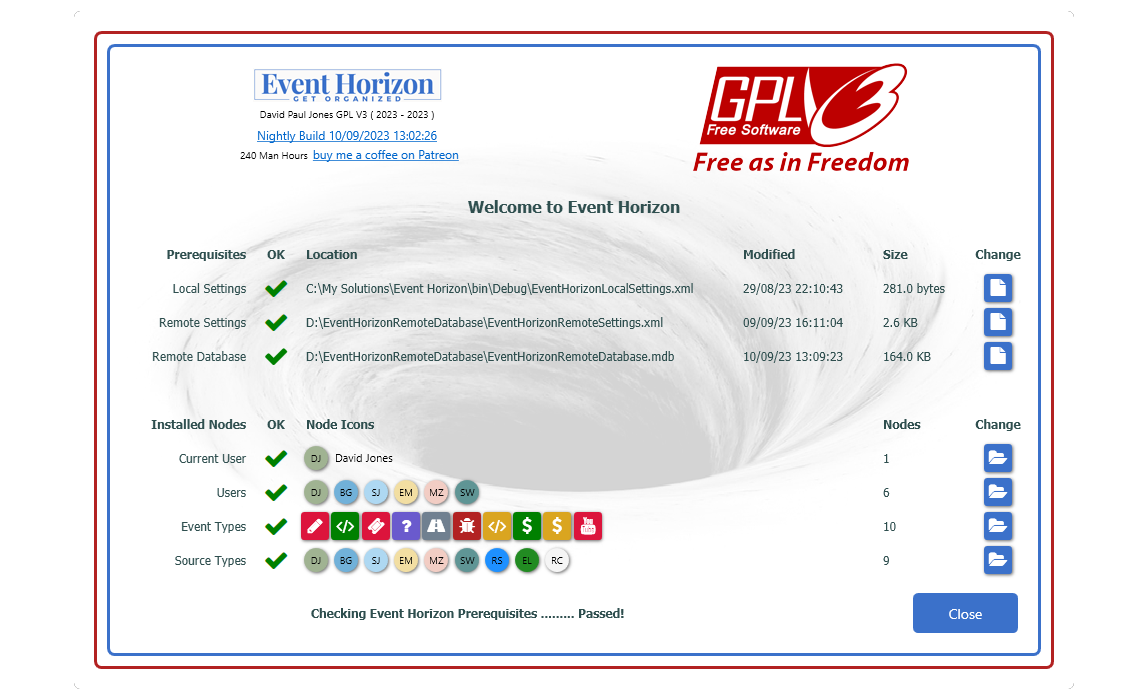 Event Horizon
GET ORGANIZED
David Paul Jones GPL V3 ( 2023 - 2023 )
Nightly Build 10/09/2023 13:02:26
240 Man Hours buy me a coffee on Patreon
GPLV3
Free Software
Free as in Freedom
Welcome to Event Horizon
Prerequisites OK Location Modified Size Change
Local Settings C:\My Solutions\Event Horizon\bin\Debug\EventHorizonLocalSettings.xml 29/08/23 22:10:43 281.0 bytes
Remote Settings D:\EventHorizonRemoteDatabase\EventHorizonRemoteSettings.xml 09/09/23 16:11:04 2.6 KB
Remote Database D:\EventHorizonRemoteDatabase\EventHorizonRemoteDatabase.mdb 10/09/23 13:09:23 164.0 KB
Installed Nodes OK Node Icons Nodes Change
Current User DJ David Jones 1
Users DJ BG SJ EM MZ SW 6
Event Types </> ? </> $ $ You Tube 10
Source Types DJ BG SJ EM MZ SW RS EL RC 9
Checking Event Horizon Prerequisites ......... Passed!
Close